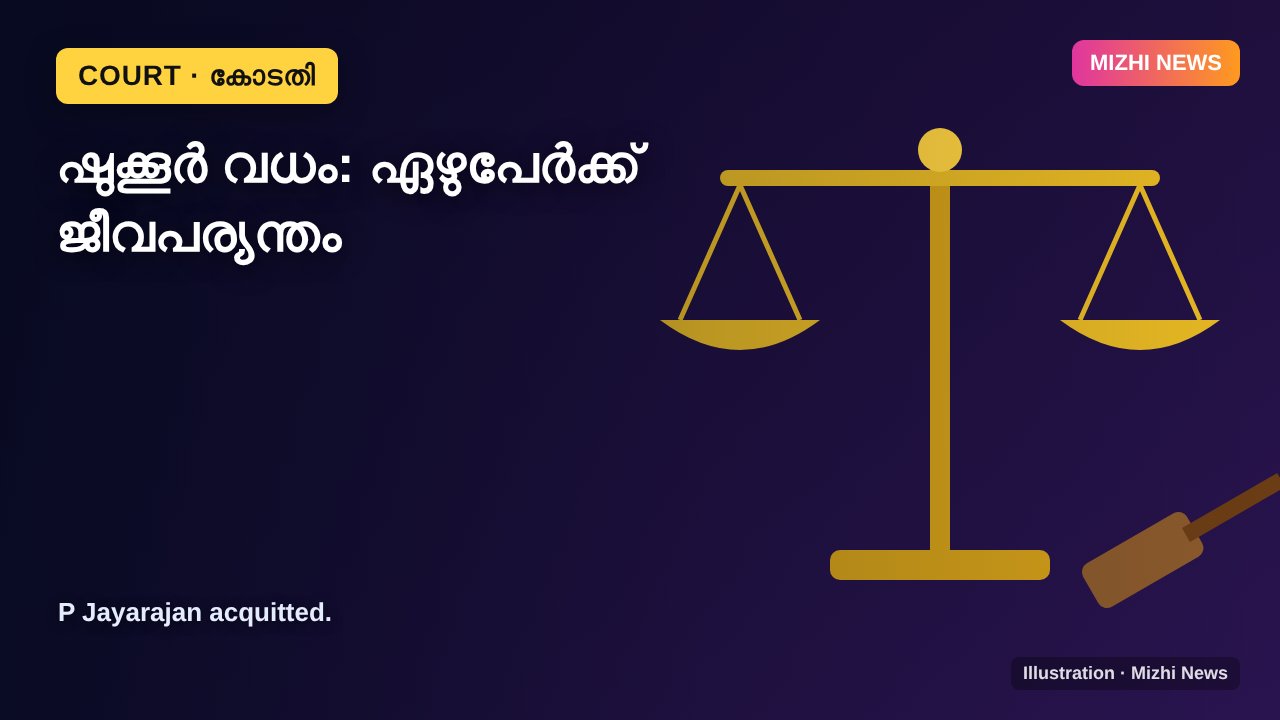 COURT · കോടതി
MIZHI NEWS
ഷുക്കൂർ വധം: ഏഴുപേർക്ക്
ജീവപര്യന്തം
P Jayarajan acquitted.
Illustration · Mizhi News